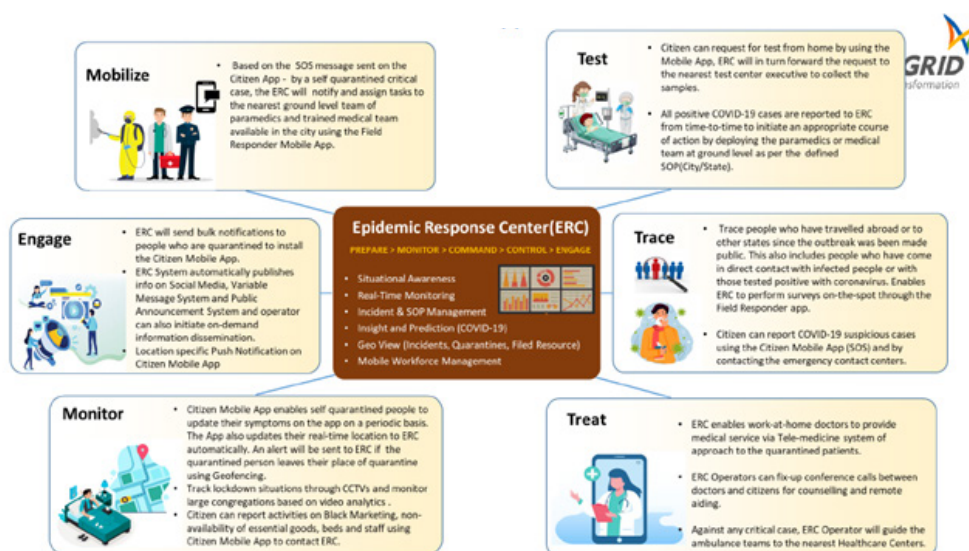 GRID
nsformation
Mobilize
• Based on the SOS message sent on the
Citizen App - by a self quarantined critical
case, the ERC will notify and assign tasks to
the nearest ground level team of
paramedics and trained medical team
available in the city using the Field
Responder Mobile App.
Test
• Citizen can request for test from home by using the
Mobile App, ERC will in turn forward the request to
the nearest test center executive to collect the
samples.
• All positive COVID-19 cases are reported to ERC
from time-to-time to initiate an appropriate course
of action by deploying the paramedics or medical
team at ground level as per the defined
SOP(City/State).
Engage
• ERC will send bulk notifications to
people who are quarantined to install
the Citizen Mobile App.
• ERC System automatically publishes
info on Social Media, Variable
Message System and Public
Announcement System and operator
can also initiate on-demand
information dissemination.
• Location specific Push Notification on
Citizen Mobile App
Epidemic Response Center(ERC)
PREPARE > MONITOR > COMMAND > CONTROL > ENGAGE
• Situational Awareness
• Real-Time Monitoring
• Incident & SOP Management
• Insight and Prediction (COVID-19)
• Geo View (Incidents, Quarantines, Filed Resource)
• Mobile Workforce Management
Trace
• Trace people who have travelled abroad or to
other states since the outbreak was been made
public. This also includes people who have come
in direct contact with infected people or with
those tested positive with coronavirus. Enables
ERC to perform surveys on-the-spot through the
Field Responder app.
• Citizen can report COVID-19 suspicious cases
using the Citizen Mobile App (SOS) and by
contacting the emergency contact centers.
Monitor
• Citizen Mobile App enables self quarantined people to
update their symptoms on the app on a periodic basis.
The App also updates their real-time location to ERC
automatically. An alert will be sent to ERC if the
quarantined person leaves their place of quarantine
using Geofencing.
• Track lockdown situations through CCTVs and monitor
large congregations based on video analytics .
• Citizen can report activities on Black Marketing, non-
availability of essential goods, beds and staff using
Citizen Mobile App to contact ERC.
Treat
• ERC enables work-at-home doctors to provide
medical service via Tele-medicine system of
approach to the quarantined patients.
• ERC Operators can fix-up conference calls between
doctors and citizens for counselling and remote
aiding.
• Against any critical case, ERC Operator will guide the
ambulance teams to the nearest Healthcare Centers.